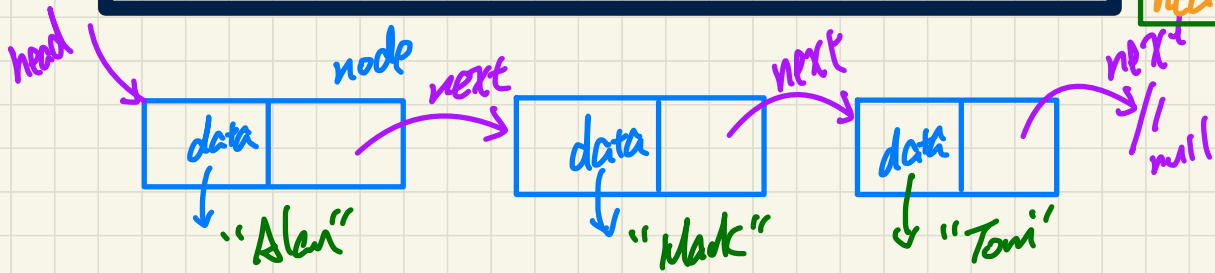 head
node
next
next
next
data
data
data
null
"Alan"
"Mark"
"Tom"